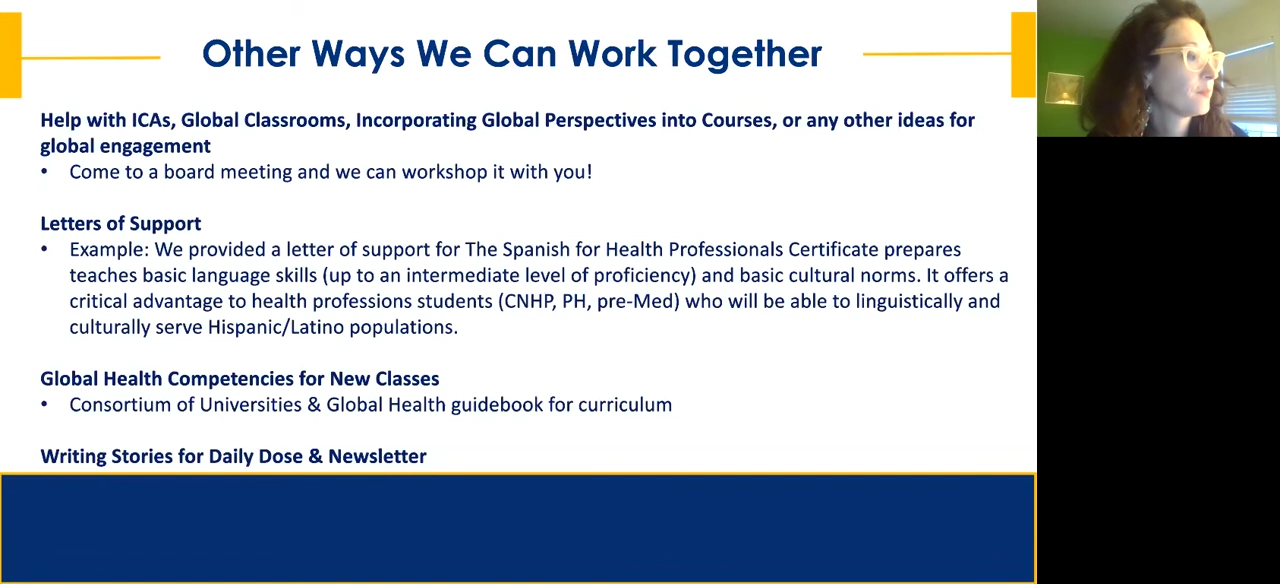 Other Ways We Can Work Together
Help with ICAs, Global Classrooms, Incorporating Global Perspectives into Courses, or any other ideas for
global engagement
• Come to a board meeting and we can workshop it with you!
Letters of Support
• Example: We provided a letter of support for The Spanish for Health Professionals Certificate prepares
teaches basic language skills (up to an intermediate level of proficiency) and basic cultural norms. It offers a
critical advantage to health professions students (CNHP, PH, pre-Med) who will be able to linguistically and
culturally serve Hispanic/Latino populations.
Global Health Competencies for New Classes
• Consortium of Universities & Global Health guidebook for curriculum
Writing Stories for Daily Dose & Newsletter